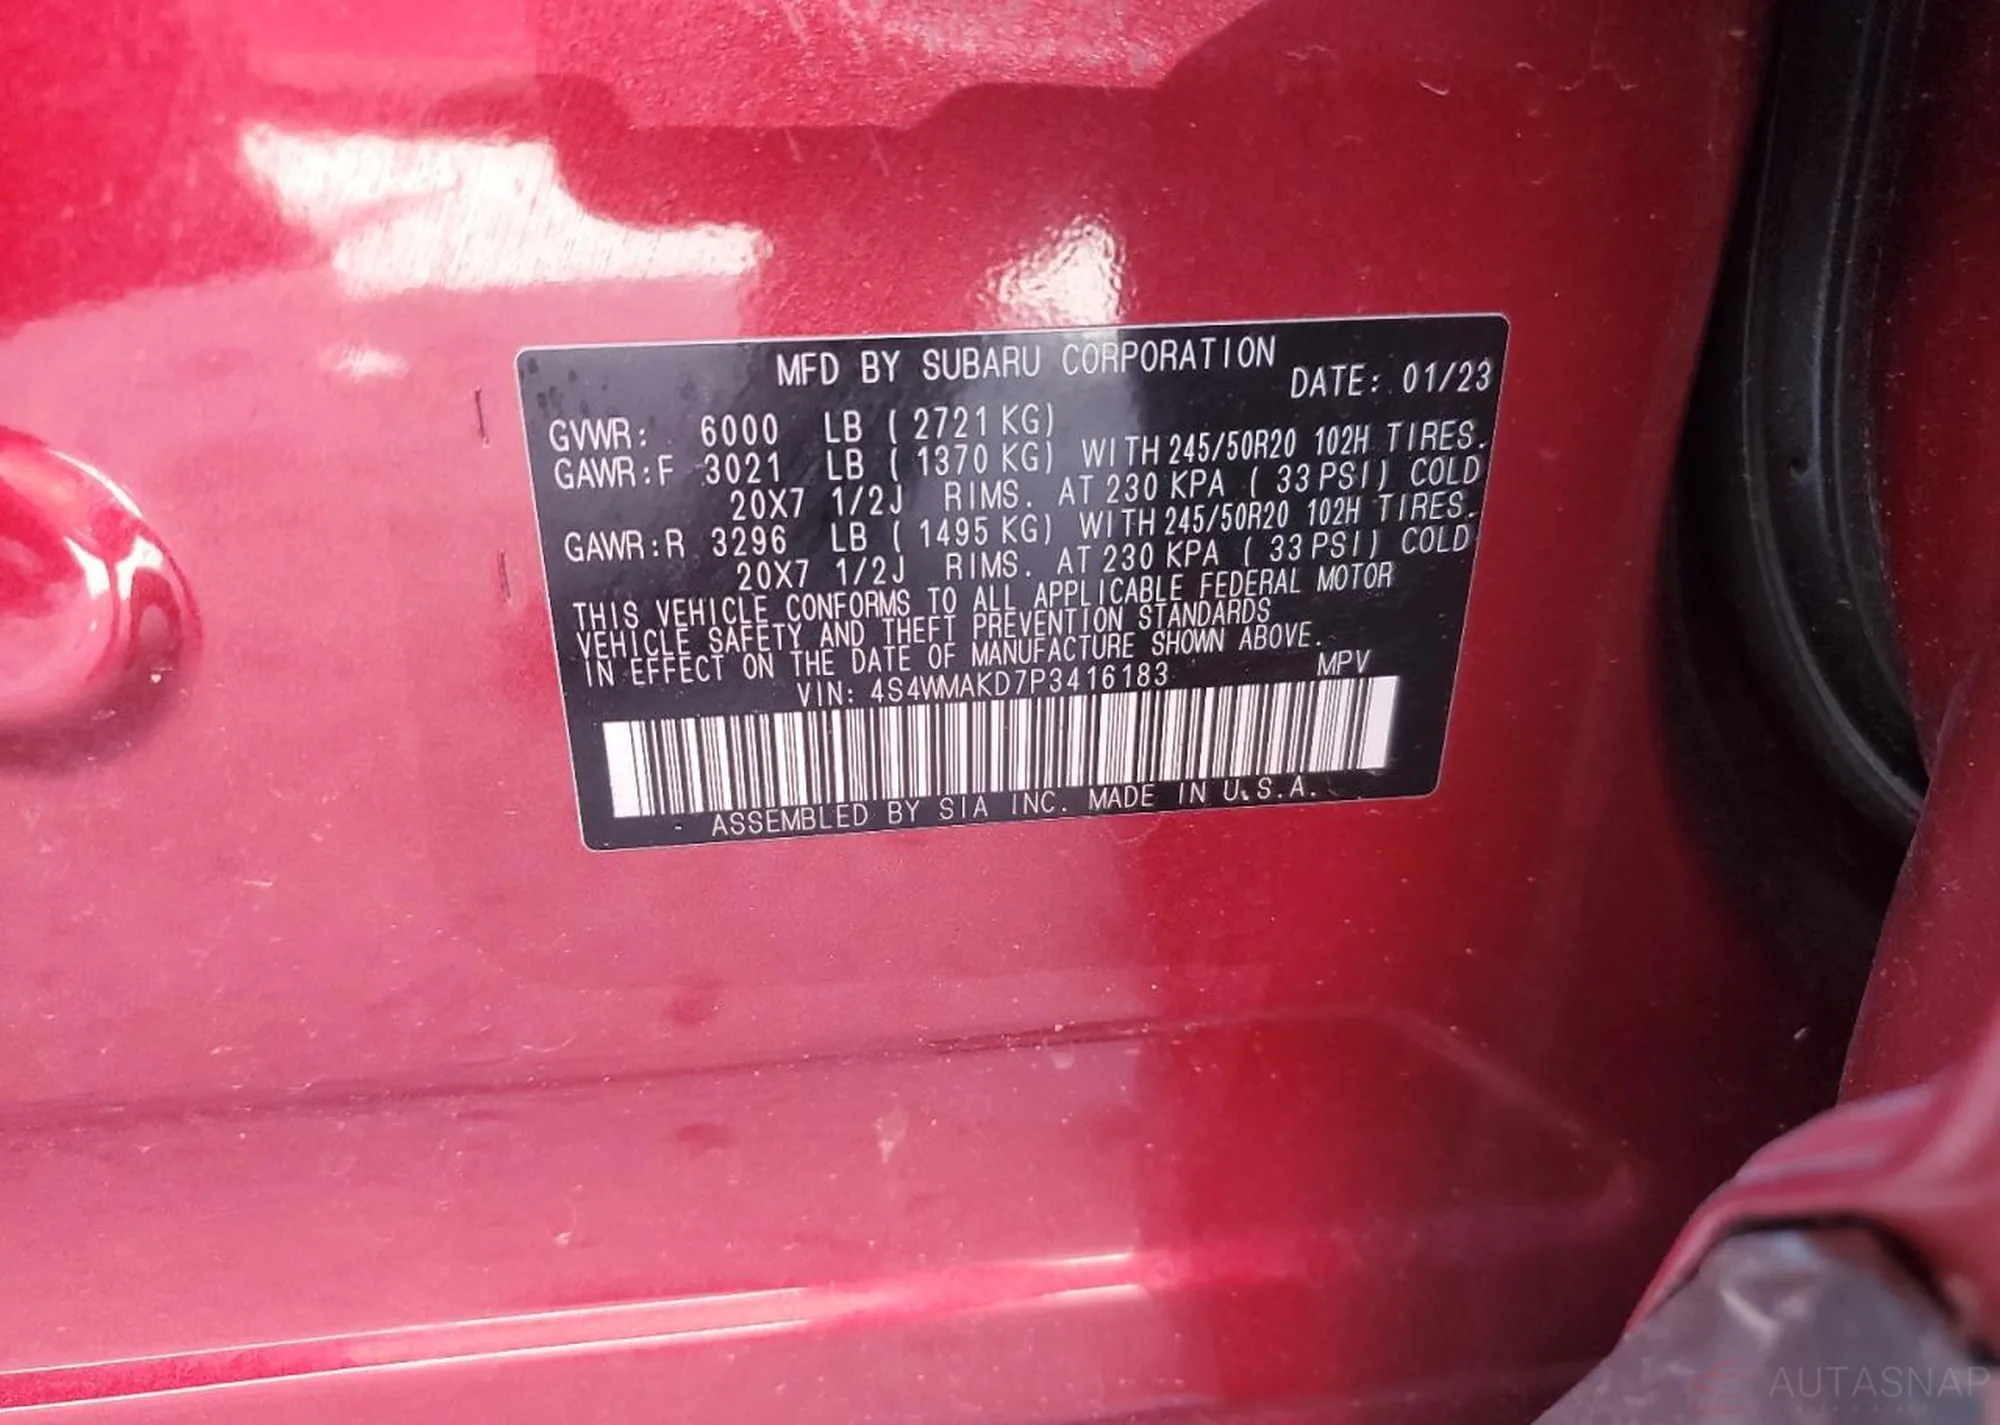 MFD BY SUBARU CORPORATION
DATE: 01/23
GVWR: 6000 LB ( 2721 KG)
GAWR:F 3021 LB ( 1370 KG) WITH 245/50R20 102H TIRES.
20X7 1/2J RIMS. AT 230 KPA ( 33 PSI) COLD
GAWR:R 3296 LB ( 1495 KG) WITH 245/50R20 102H TIRES.
20X7 1/2J RIMS. AT 230 KPA ( 33 PSI) COLD
THIS VEHICLE CONFORMS TO ALL APPLICABLE FEDERAL MOTOR
VEHICLE SAFETY AND THEFT PREVENTION STANDARDS
IN EFFECT ON THE DATE OF MANUFACTURE SHOWN ABOVE.
VIN: 4S4WMAKD7P3416183 MPV
ASSEMBLED BY SIA INC. MADE IN U.S.A.
AUTASNAP